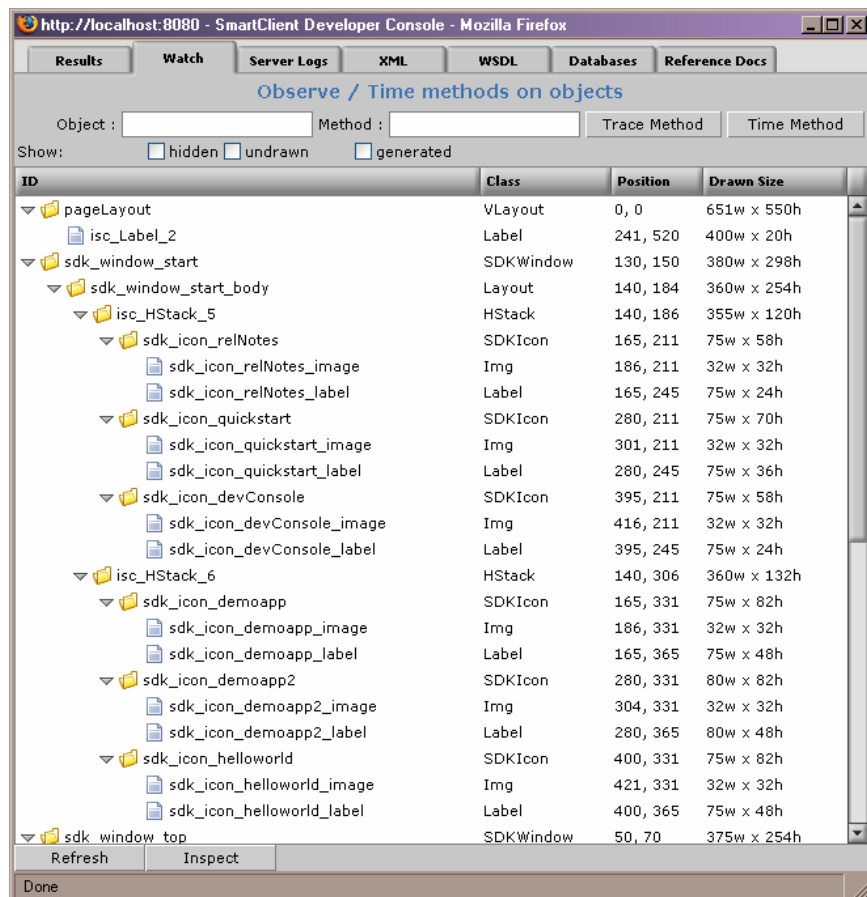 http://localhost:8080 - SmartClient Developer Console - Mozilla Firefox
Results Watch Server Logs XML WSDL Databases Reference Docs
Observe / Time methods on objects
Object : Method : Trace Method Time Method
Show: hidden undrawn generated
ID Class Position Drawn Size
pageLayout VLayout 0, 0 651w x 550h
isc_Label_2 Label 241, 520 400w x 20h
sdk_window_start SDKWindow 130, 150 380w x 298h
sdk_window_start_body Layout 140, 184 360w x 254h
isc_HStack_5 HStack 140, 186 355w x 120h
sdk_icon_relNotes SDKIcon 165, 211 75w x 58h
sdk_icon_relNotes_image Img 186, 211 32w x 32h
sdk_icon_relNotes_label Label 165, 245 75w x 24h
sdk_icon_quickstart SDKIcon 280, 211 75w x 70h
sdk_icon_quickstart_image Img 301, 211 32w x 32h
sdk_icon_quickstart_label Label 280, 245 75w x 36h
sdk_icon_devConsole SDKIcon 395, 211 75w x 58h
sdk_icon_devConsole_image Img 416, 211 32w x 32h
sdk_icon_devConsole_label Label 395, 245 75w x 24h
isc_HStack_6 HStack 140, 306 360w x 132h
sdk_icon_demoapp SDKIcon 165, 331 75w x 82h
sdk_icon_demoapp_image Img 186, 331 32w x 32h
sdk_icon_demoapp_label Label 165, 365 75w x 48h
sdk_icon_demoapp2 SDKIcon 280, 331 80w x 82h
sdk_icon_demoapp2_image Img 304, 331 32w x 32h
sdk_icon_demoapp2_label Label 280, 365 80w x 48h
sdk_icon_helloworld SDKIcon 400, 331 75w x 82h
sdk_icon_helloworld_image Img 421, 331 32w x 32h
sdk_icon_helloworld_label Label 400, 365 75w x 48h
sdk_window_top SDKWindow 50, 70 375w x 254h
Refresh Inspect
Done